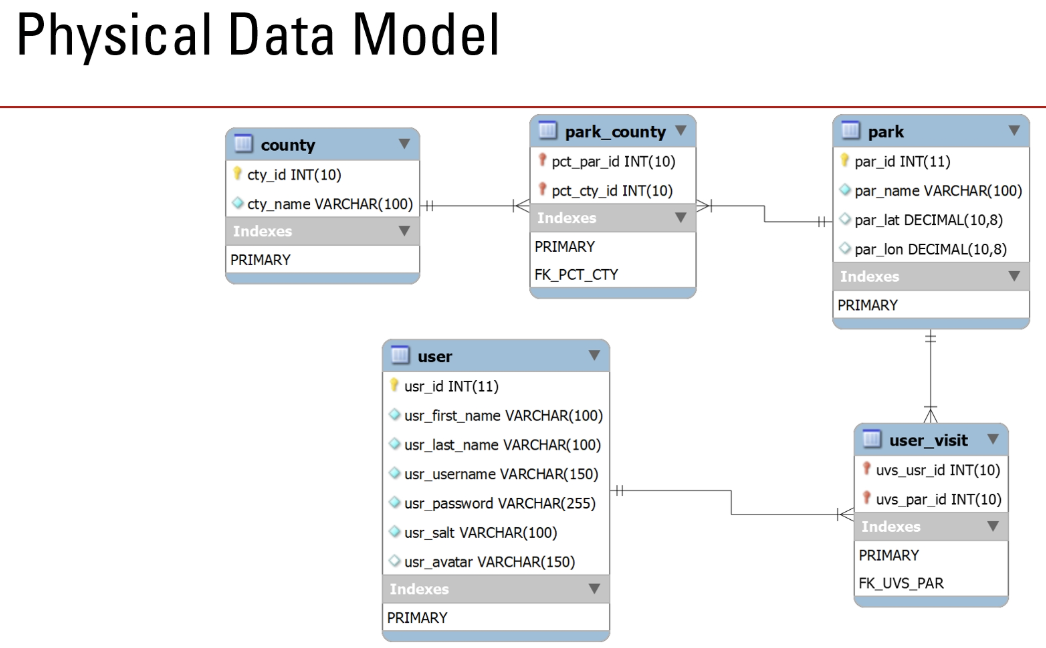 Physical Data Model
county
cty_id INT(10)
cty_name VARCHAR(100)
Indexes
PRIMARY
park_county
pct_par_id INT(10)
pct_cty_id INT(10)
Indexes
PRIMARY
FK_PCT_CTY
park
par_id INT(11)
par_name VARCHAR(100)
par_lat DECIMAL(10,8)
par_lon DECIMAL(10,8)
Indexes
PRIMARY
user
usr_id INT(11)
usr_first_name VARCHAR(100)
usr_last_name VARCHAR(100)
usr_username VARCHAR(150)
usr_password VARCHAR(255)
usr_salt VARCHAR(100)
usr_avatar VARCHAR(150)
Indexes
PRIMARY
user_visit
uvs_usr_id INT(10)
uvs_par_id INT(10)
Indexes
PRIMARY
FK_UVS_PAR